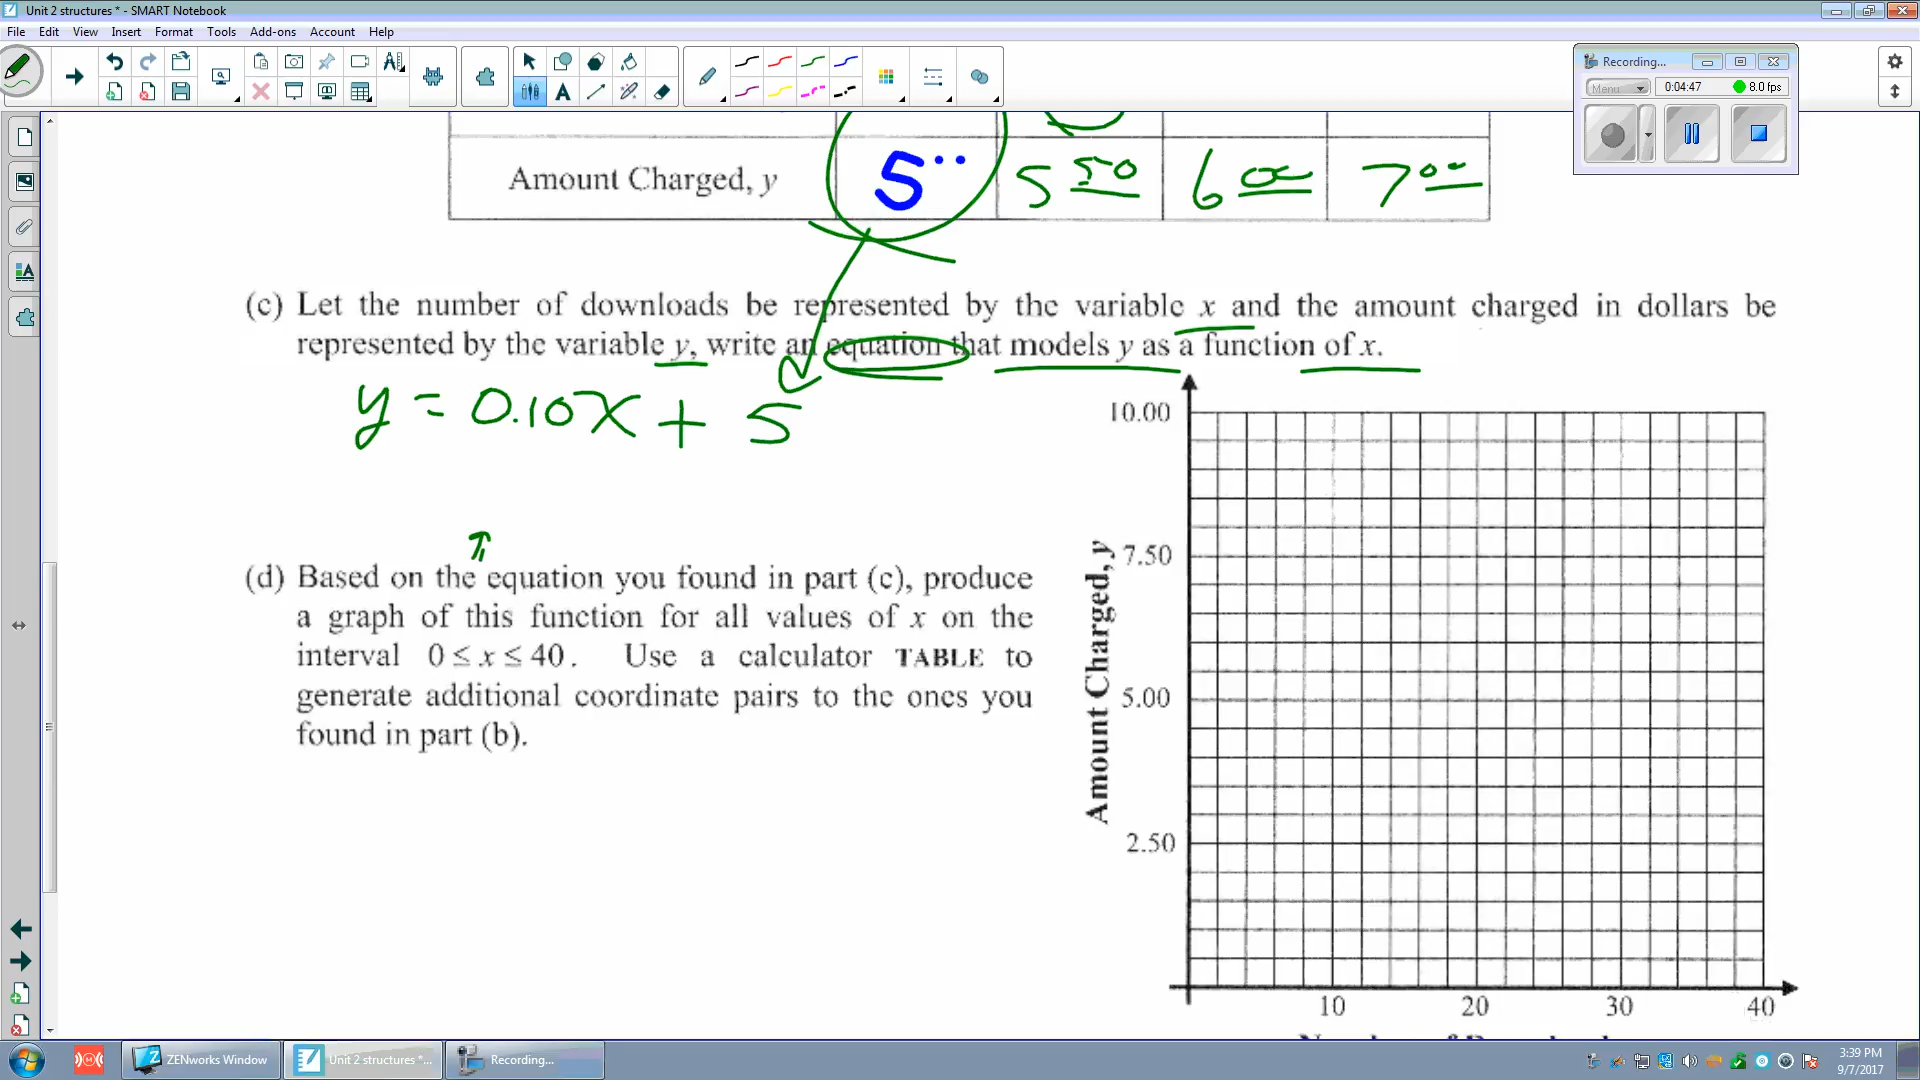 Unit 2 structures * - SMART Notebook
File Edit View Insert Format Tools Add-ons Account Help
Recording...
Menu 0:04:47 8.0 fps
Amount Charged, y 5 5 50 6 00 7 00
(c) Let the number of downloads be represented by the variable x and the amount charged in dollars be
represented by the variable y, write an equation that models y as a function of x.
y = 0.10x + 5
(d) Based on the equation you found in part (c), produce
a graph of this function for all values of x on the
interval 0 ≤ x ≤ 40. Use a calculator TABLE to
generate additional coordinate pairs to the ones you
found in part (b).
Amount Charged, y
10.00
7.50
5.00
2.50
10 20 30 40
ZENworks Window
Unit 2 structures *...
Recording...
3:39 PM
9/7/2017